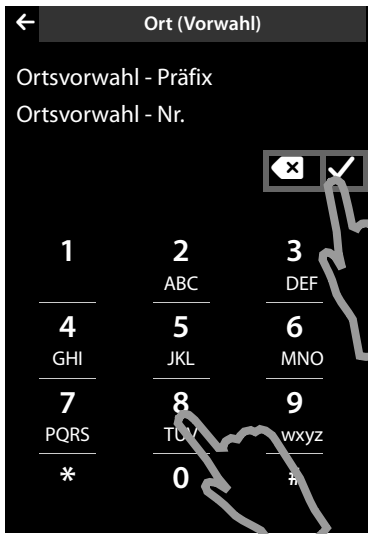 Ort (Vorwahl)
Ortsvorwahl - Präfix
Ortsvorwahl - Nr.
1 2 3
ABC DEF
4 5 6
GHI JKL MNO
7 8 9
PQRS TUV wxyz
* 0 #